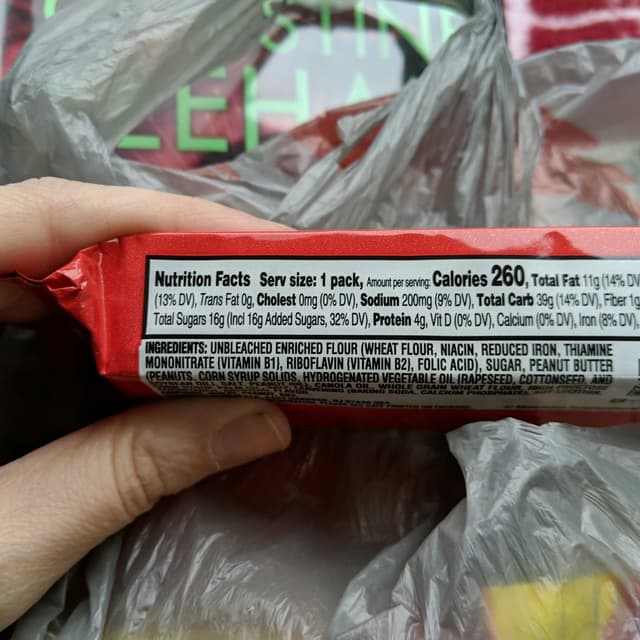 STIN
LEHA
Nutrition Facts Serv size: 1 pack, Amount per serving: Calories 260, Total Fat 11g (14% DV
(13% DV), Trans Fat 0g, Cholest 0mg (0% DV), Sodium 200mg (9% DV), Total Carb 39g (14% DV), Fiber 1g
Total Sugars 16g (Incl 16g Added Sugars, 32% DV), Protein 4g, Vit D (0% DV), Calcium (0% DV), Iron (8% DV),
INGREDIENTS: UNBLEACHED ENRICHED FLOUR (WHEAT FLOUR, NIACIN, REDUCED IRON, THIAMINE
MONONITRATE (VITAMIN B1), RIBOFLAVIN (VITAMIN B2), FOLIC ACID), SUGAR, PEANUT BUTTER
(PEANUTS, CORN SYRUP SOLIDS, HYDROGENATED VEGETABLE OIL (RAPESEED, COTTONSEED, AND